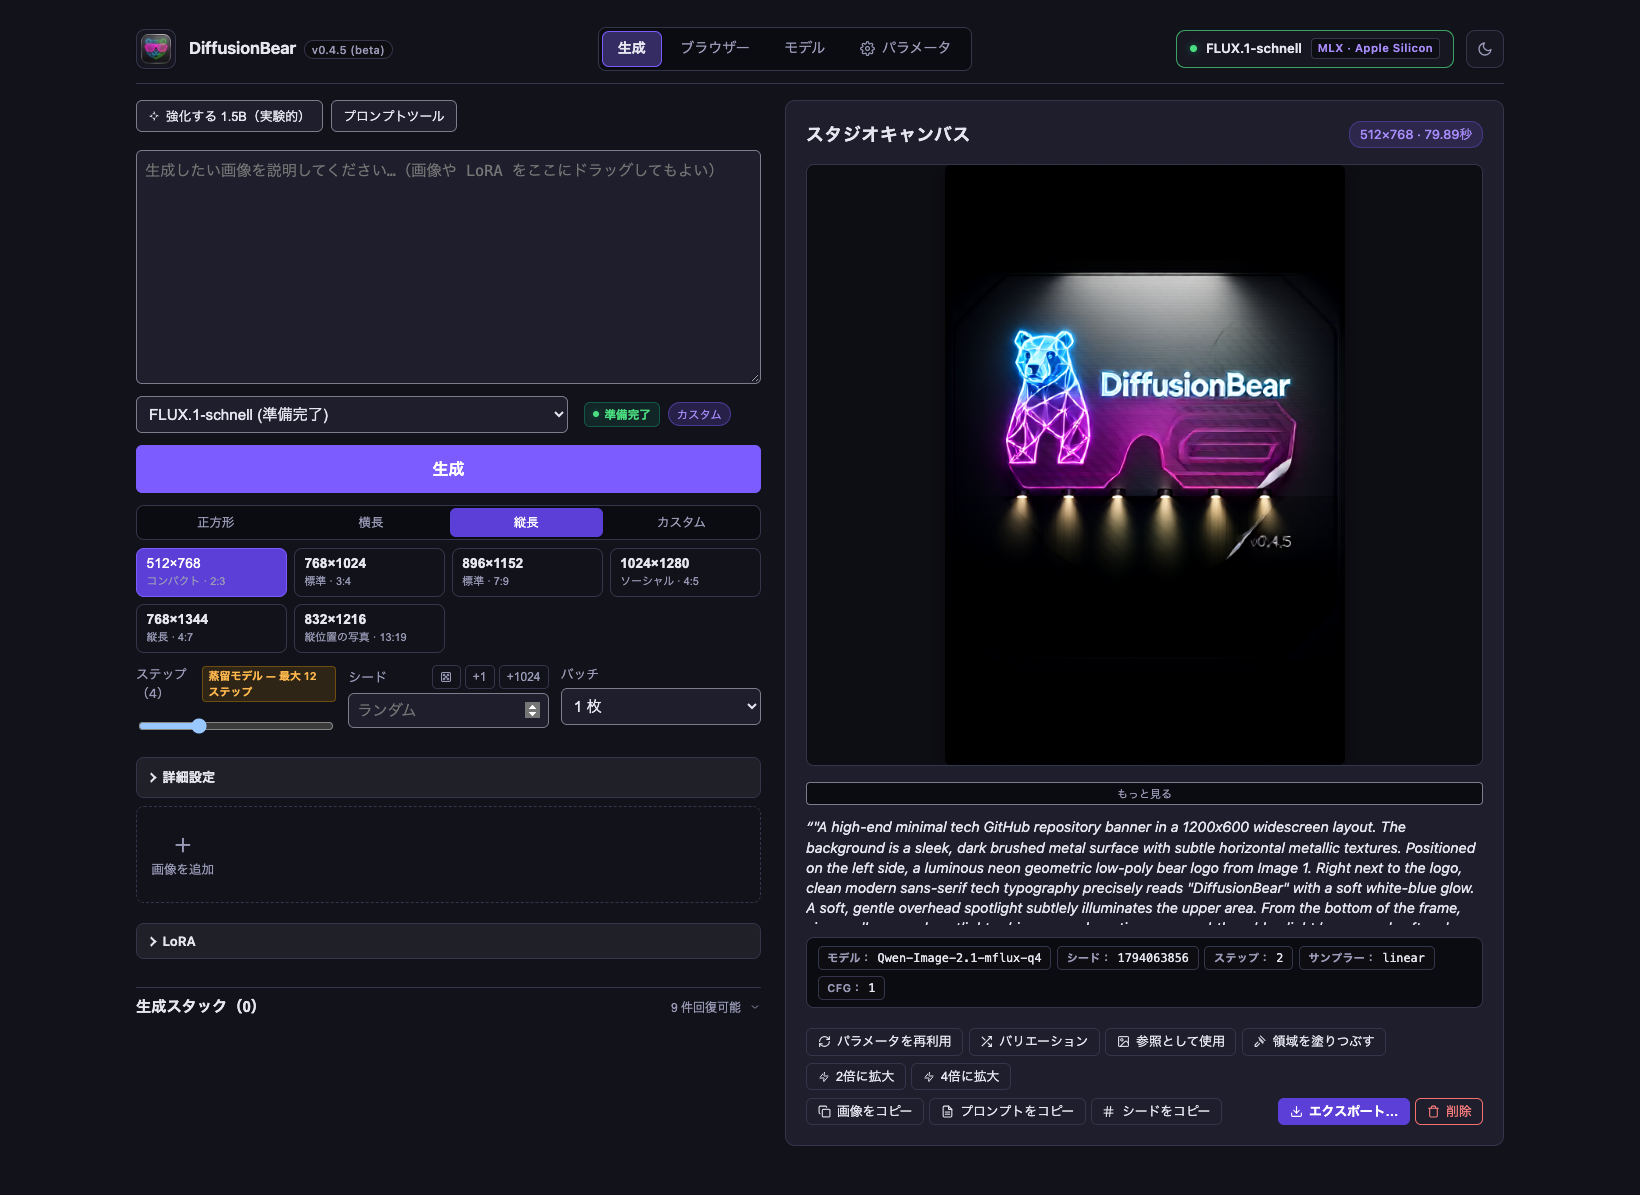 DiffusionBear v0.4.5 (beta)
生成 ブラウザー モデル パラメータ
FLUX.1-schnell MLX · Apple Silicon
強化する 1.5B（実験的） プロンプトツール
生成したい画像を説明してください…（画像や LoRA をここにドラッグしてもよい）
FLUX.1-schnell (準備完了) 準備完了 カスタム
生成
正方形 横長 縦長 カスタム
512×768 768×1024 896×1152 1024×1280
コンパクト · 2:3 標準 · 3:4 標準 · 7:9 ソーシャル · 4:5
768×1344 832×1216
縦長 · 4:7 縦位置の写真 · 13:19
ステップ（4） 蒸留モデル — 最大 12 ステップ
シード +1 +1024 バッチ
ランダム 1 枚
詳細設定
画像を追加
LoRA
生成スタック（0） 9 件回復可能
スタジオキャンバス 512×768 · 79.89秒
DiffusionBear
v0.4.5
もっと見る
“"A high-end minimal tech GitHub repository banner in a 1200x600 widescreen layout. The
background is a sleek, dark brushed metal surface with subtle horizontal metallic textures. Positioned
on the left side, a luminous neon geometric low-poly bear logo from Image 1. Right next to the logo,
clean modern sans-serif tech typography precisely reads "DiffusionBear" with a soft white-blue glow.
A soft, gentle overhead spotlight subtlely illuminates the upper area. From the bottom of the frame,
モデル： Qwen-Image-2.1-mflux-q4 シード： 1794063856 ステップ： 2 サンプラー： linear
CFG： 1
パラメータを再利用 バリエーション 参照として使用 領域を塗りつぶす
2倍に拡大 4倍に拡大
画像をコピー プロンプトをコピー シードをコピー エクスポート... 削除